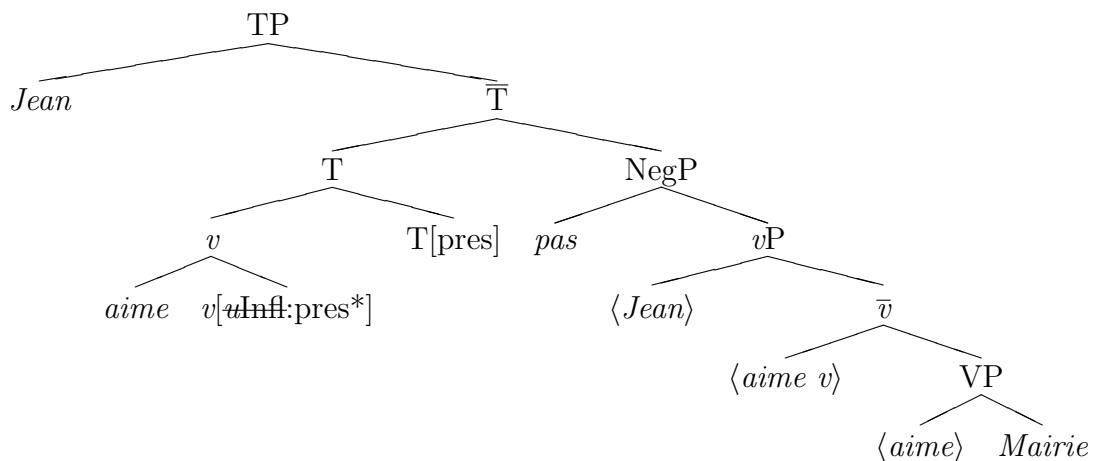 TP
Jean T̅
T NegP
v T[pres] pas vP
aime v[uInfl:pres*] ⟨Jean⟩ v̅
⟨aime v⟩ VP
⟨aime⟩ Mairie